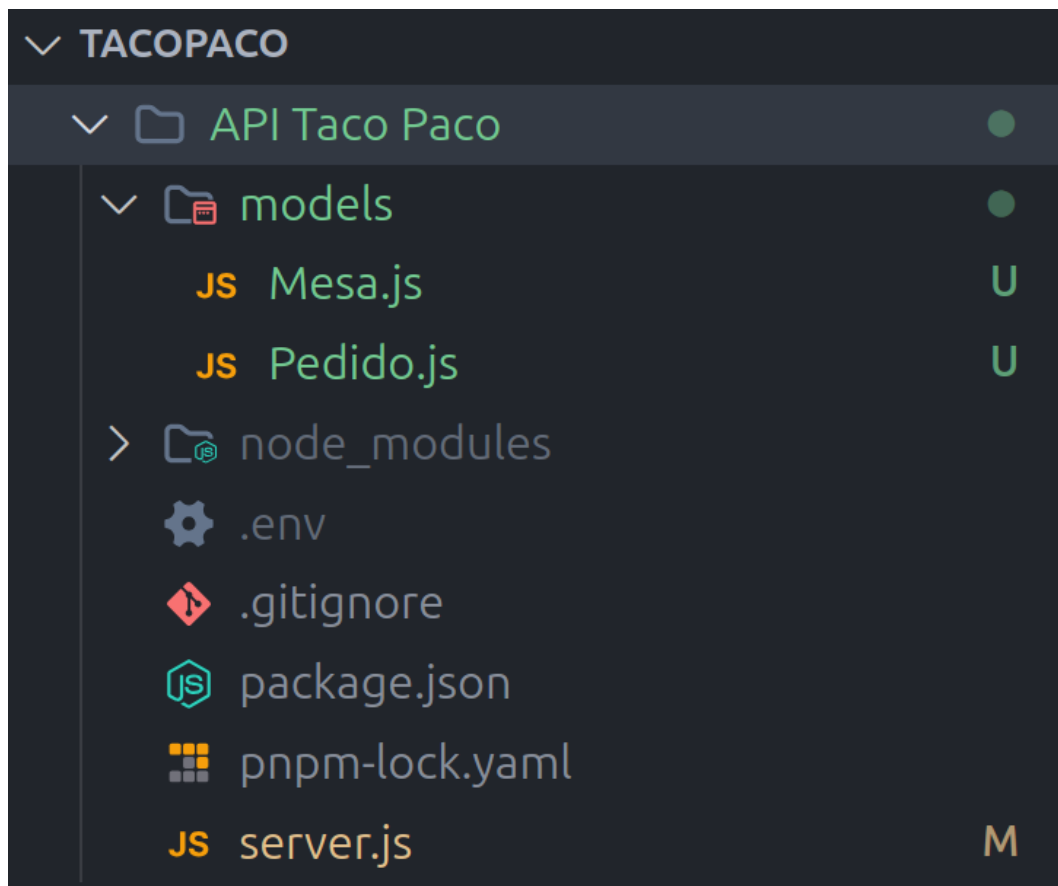 TACOPACO
API Taco Paco
models
JS Mesa.js U
JS Pedido.js U
node_modules
.env
.gitignore
package.json
pnpm-lock.yaml
JS server.js M